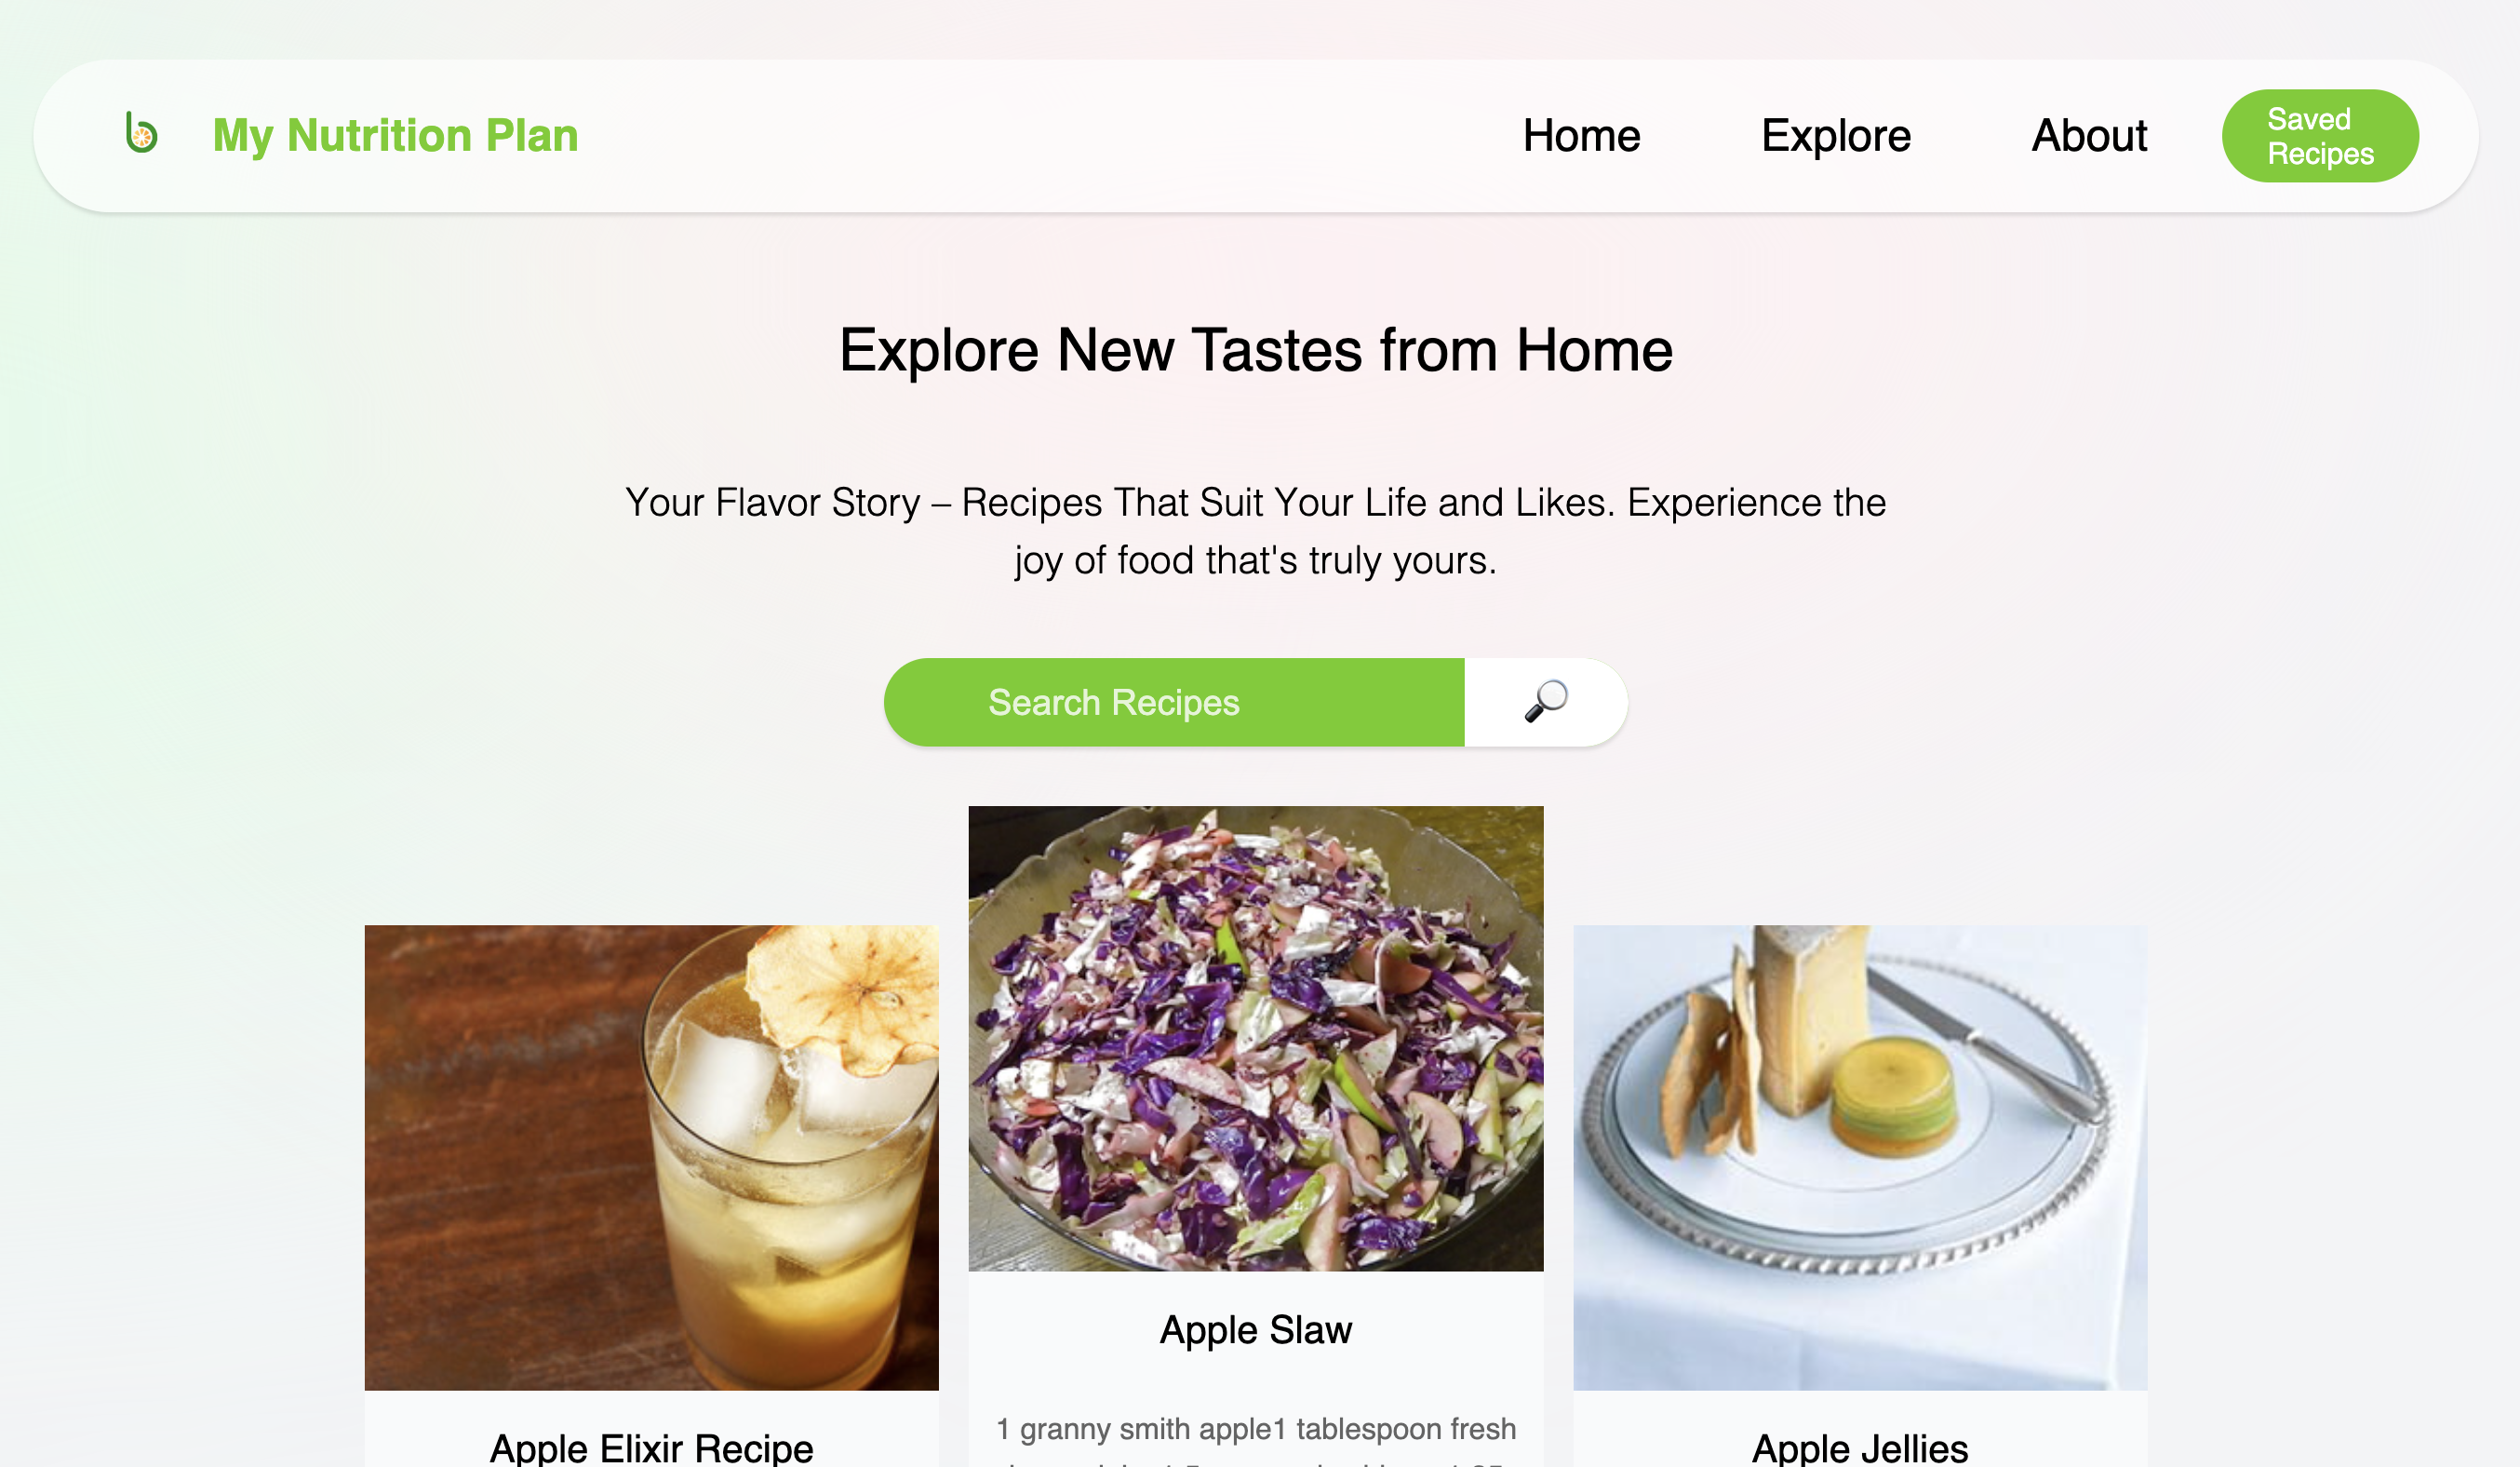 My Nutrition Plan
Home
Explore
About
Saved
Recipes
Explore New Tastes from Home
Your Flavor Story – Recipes That Suit Your Life and Likes. Experience the
joy of food that's truly yours.
Search Recipes
Apple Slaw
1 granny smith apple1 tablespoon fresh
Apple Elixir Recipe
Apple Jellies